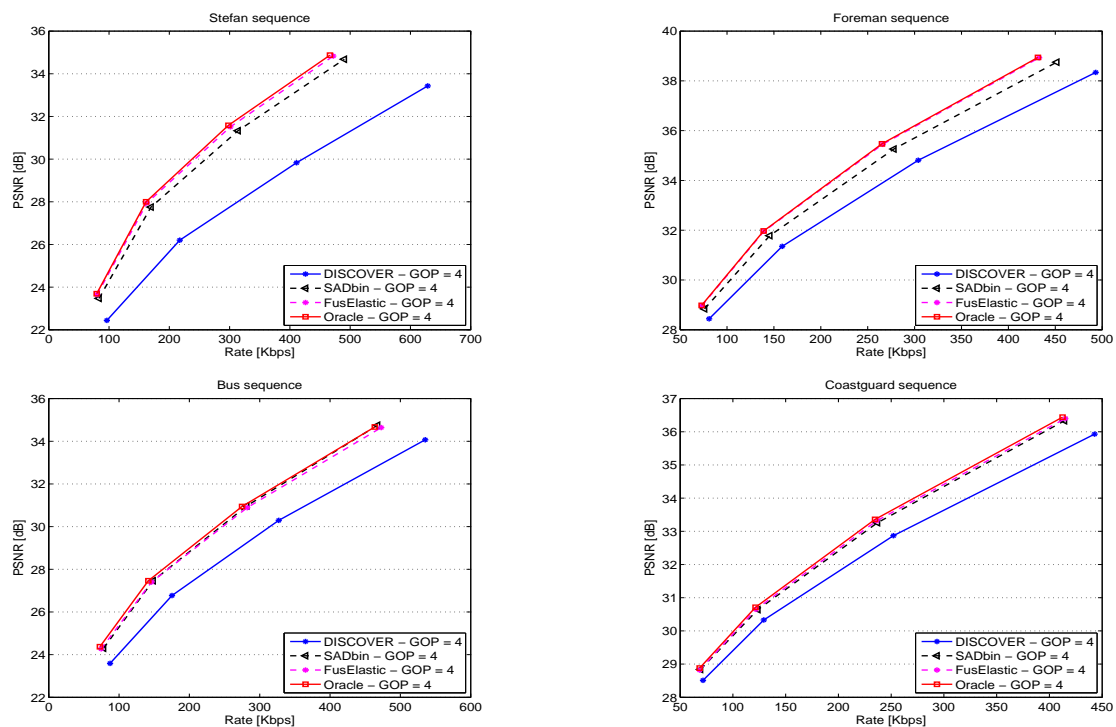 Stefan sequence
36
34
32
30
28
26
24
22
PSNR [dB]
0 100 200 300 400 500 600 700
Rate [Kbps]
DISCOVER – GOP = 4
SADbin – GOP = 4
FusElastic – GOP = 4
Oracle – GOP = 4
Foreman sequence
40
38
36
34
32
30
28
PSNR [dB]
50 100 150 200 250 300 350 400 450 500
Rate [Kbps]
DISCOVER – GOP = 4
SADbin – GOP = 4
FusElastic – GOP = 4
Oracle – GOP = 4
Bus sequence
36
34
32
30
28
26
24
22
PSNR [dB]
0 100 200 300 400 500 600
Rate [Kbps]
DISCOVER – GOP = 4
SADbin – GOP = 4
FusElastic – GOP = 4
Oracle – GOP = 4
Coastguard sequence
37
36
35
34
33
32
31
30
29
28
PSNR [dB]
50 100 150 200 250 300 350 400 450
Rate [Kbps]
DISCOVER – GOP = 4
SADbin – GOP = 4
FusElastic – GOP = 4
Oracle – GOP = 4